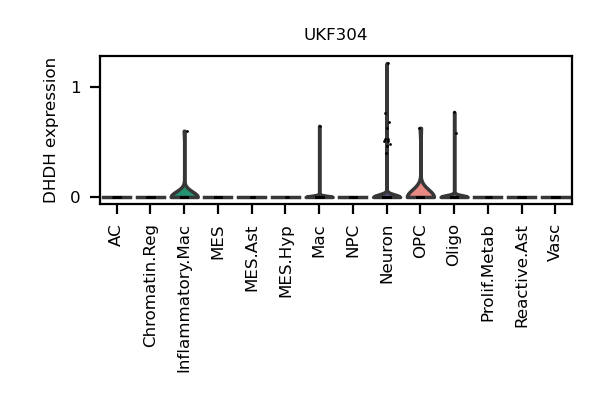 UKF304
DHDH expression
1
0
AC
Chromatin.Reg
Inflammatory.Mac
MES
MES.Ast
MES.Hyp
Mac
NPC
Neuron
OPC
Oligo
Prolif.Metab
Reactive.Ast
Vasc